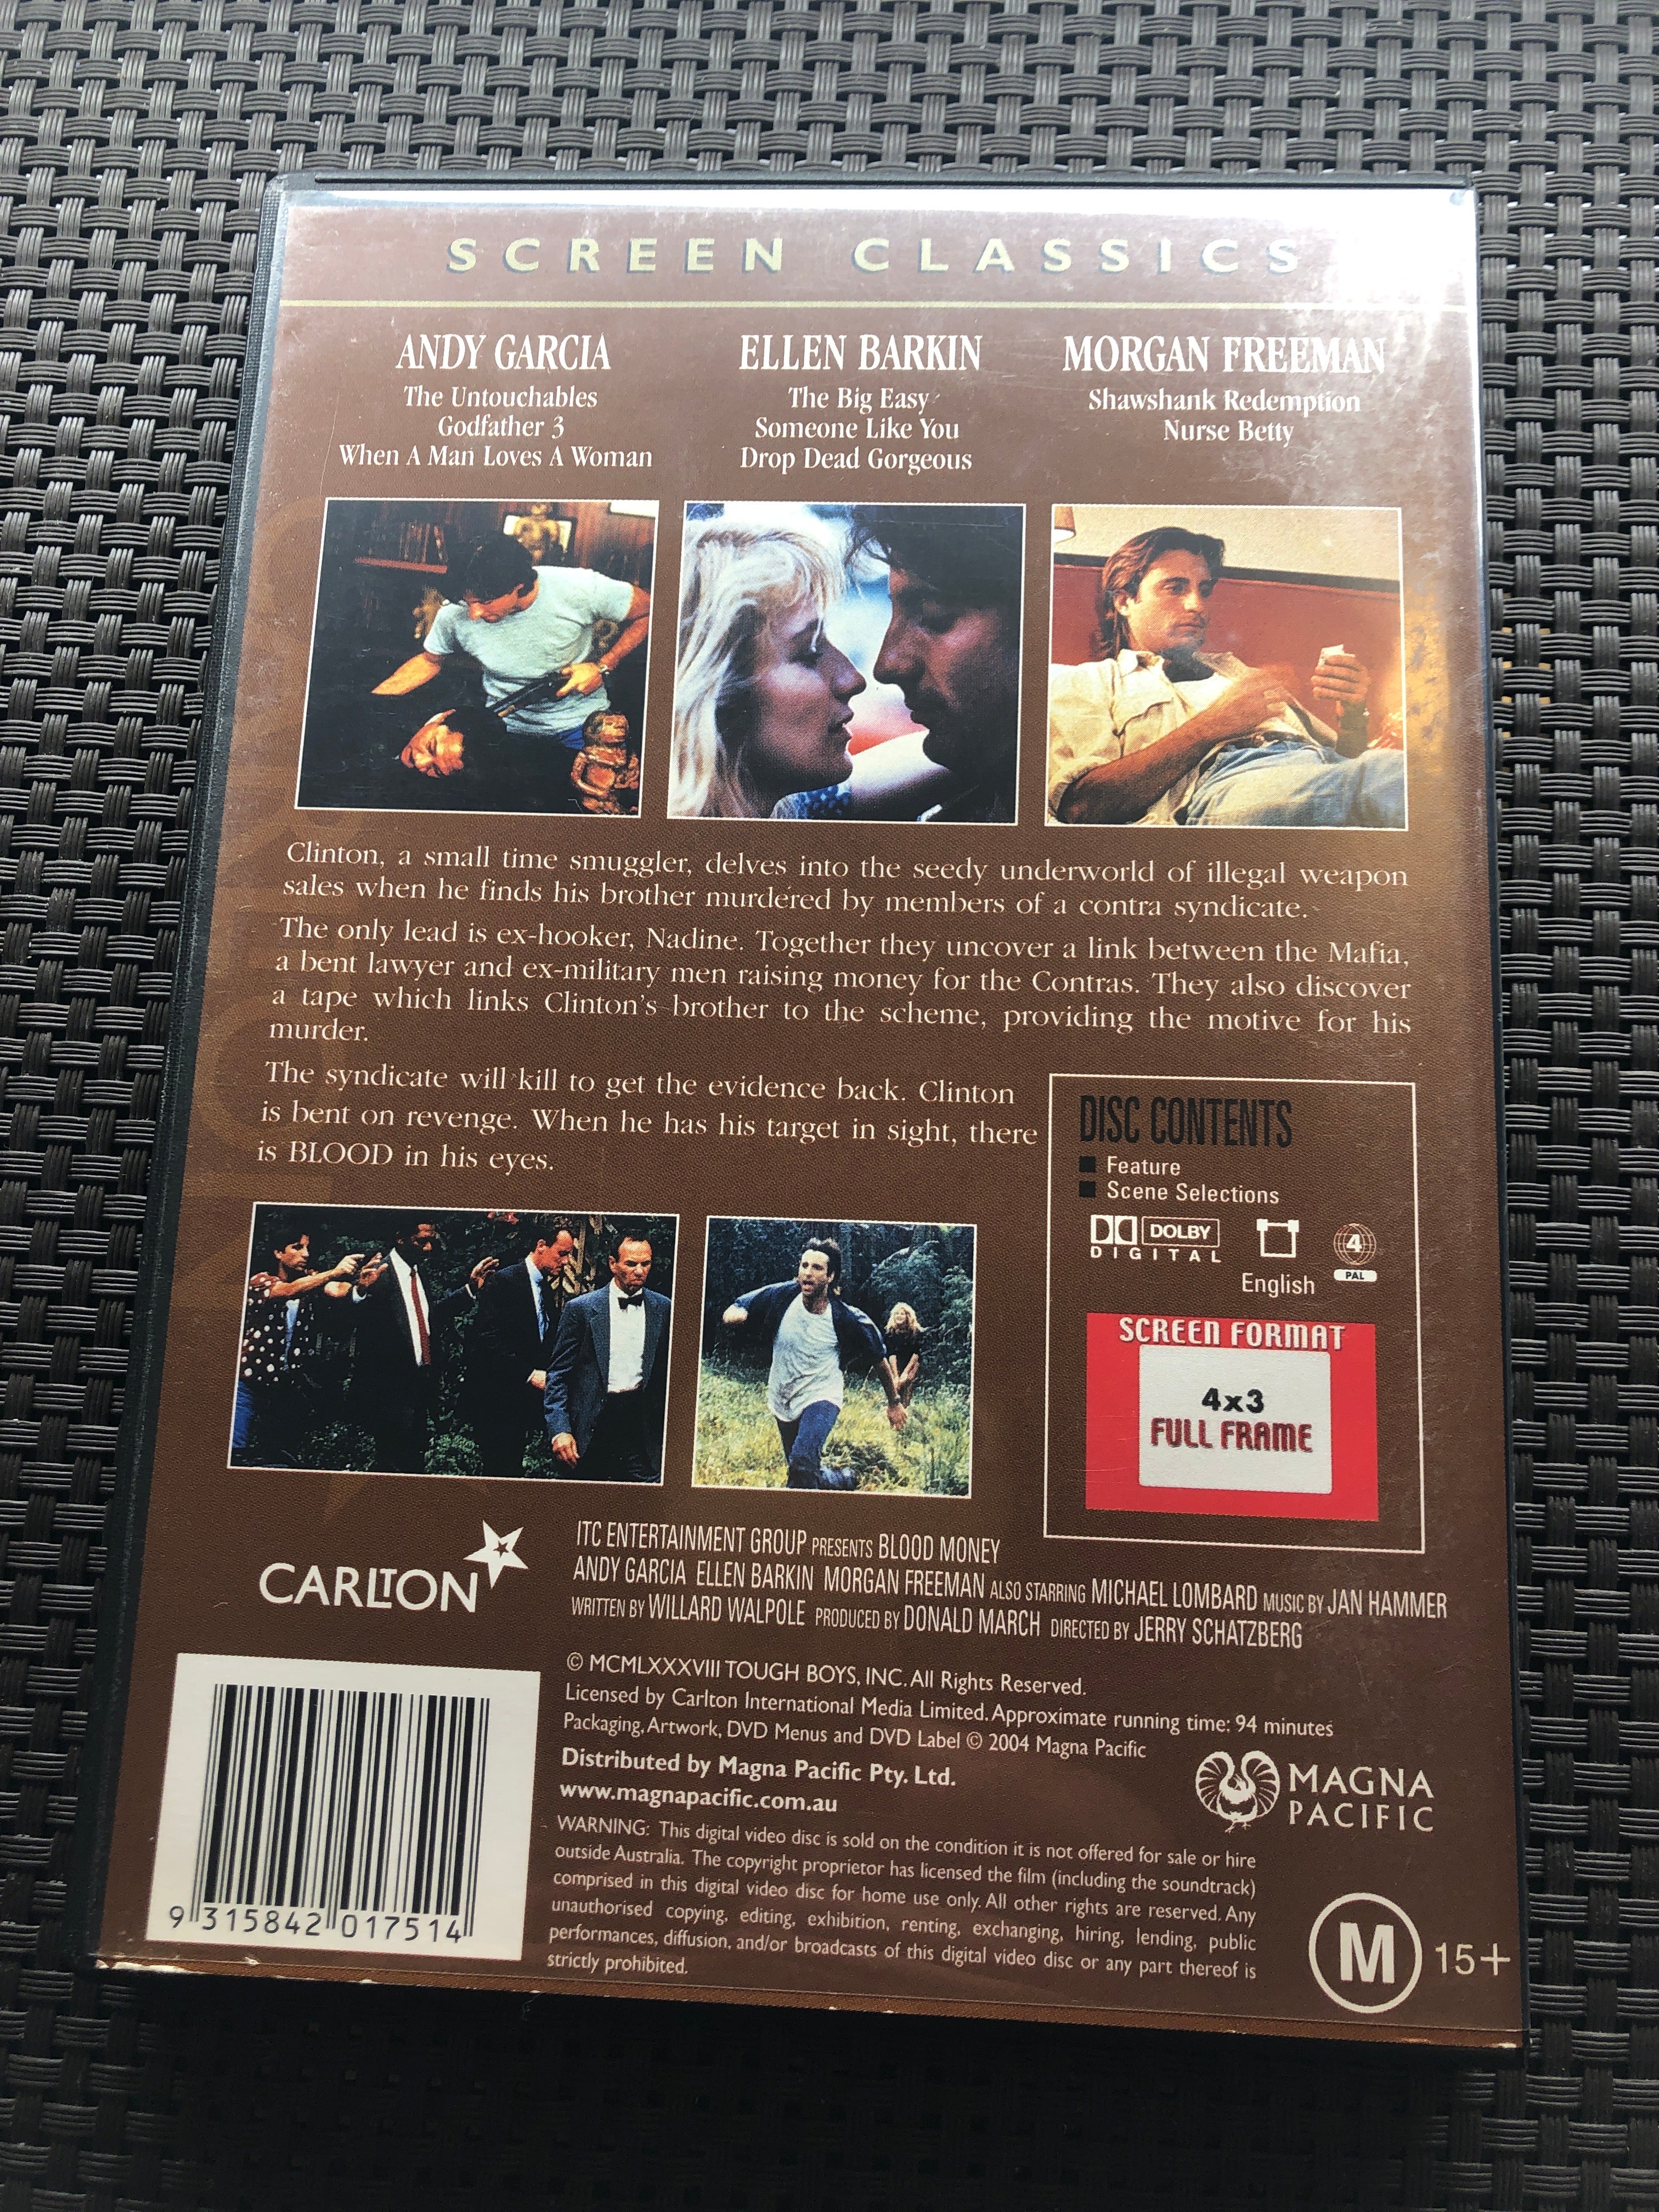 SCREEN CLASSICS
ANDY GARCIA
The Untouchables
Godfather 3
When A Man Loves A Woman
ELLEN BARKIN
The Big Easy
Someone Like You
Drop Dead Gorgeous
MORGAN FREEMAN
Shawshank Redemption
Nurse Betty
Clinton, a small time smuggler, delves into the seedy underworld of illegal weapon
sales when he finds his brother murdered by members of a contra syndicate.
The only lead is ex-hooker, Nadine. Together they uncover a link between the Mafia,
a bent lawyer and ex-military men raising money for the Contras. They also discover
a tape which links Clinton's brother to the scheme, providing the motive for his
murder.
The syndicate will kill to get the evidence back. Clinton
is bent on revenge. When he has his target in sight, there
is BLOOD in his eyes.
DISC CONTENTS
Feature
Scene Selections
DOLBY
DIGITAL
English
4
PAL
SCREEN FORMAT
4x3
FULL FRAME
CARLTON
ITC ENTERTAINMENT GROUP PRESENTS BLOOD MONEY
ANDY GARCIA ELLEN BARKIN MORGAN FREEMAN ALSO STARRING MICHAEL LOMBARD MUSIC BY JAN HAMMER
WRITTEN BY WILLARD WALPOLE PRODUCED BY DONALD MARCH DIRECTED BY JERRY SCHATZBERG
© MCMLXXXVIII TOUGH BOYS, INC. All Rights Reserved.
Licensed by Carlton International Media Limited. Approximate running time: 94 minutes
Packaging, Artwork, DVD Menus and DVD Label © 2004 Magna Pacific
Distributed by Magna Pacific Pty. Ltd.
www.magnapacific.com.au
MAGNA
PACIFIC
WARNING: This digital video disc is sold on the condition it is not offered for sale or hire
outside Australia. The copyright proprietor has licensed the film (including the soundtrack)
comprised in this digital video disc for home use only. All other rights are reserved. Any
unauthorised copying, editing, exhibition, renting, exchanging, hiring, lending, public
performances, diffusion, and/or broadcasts of this digital video disc or any part thereof is
strictly prohibited.
9 315842 017514
M 15+